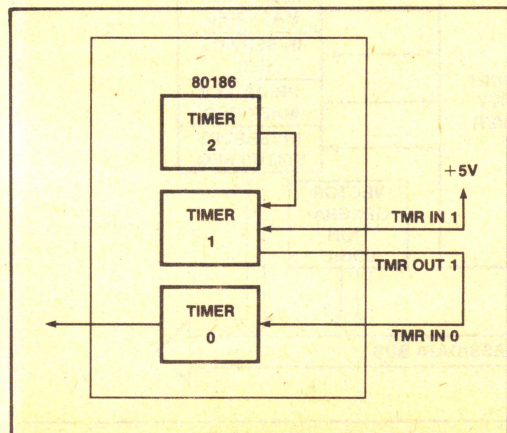 80186
TIMER
2
+5V
TIMER
1
TMR IN 1
TMR OUT 1
TIMER
0
TMR IN 0